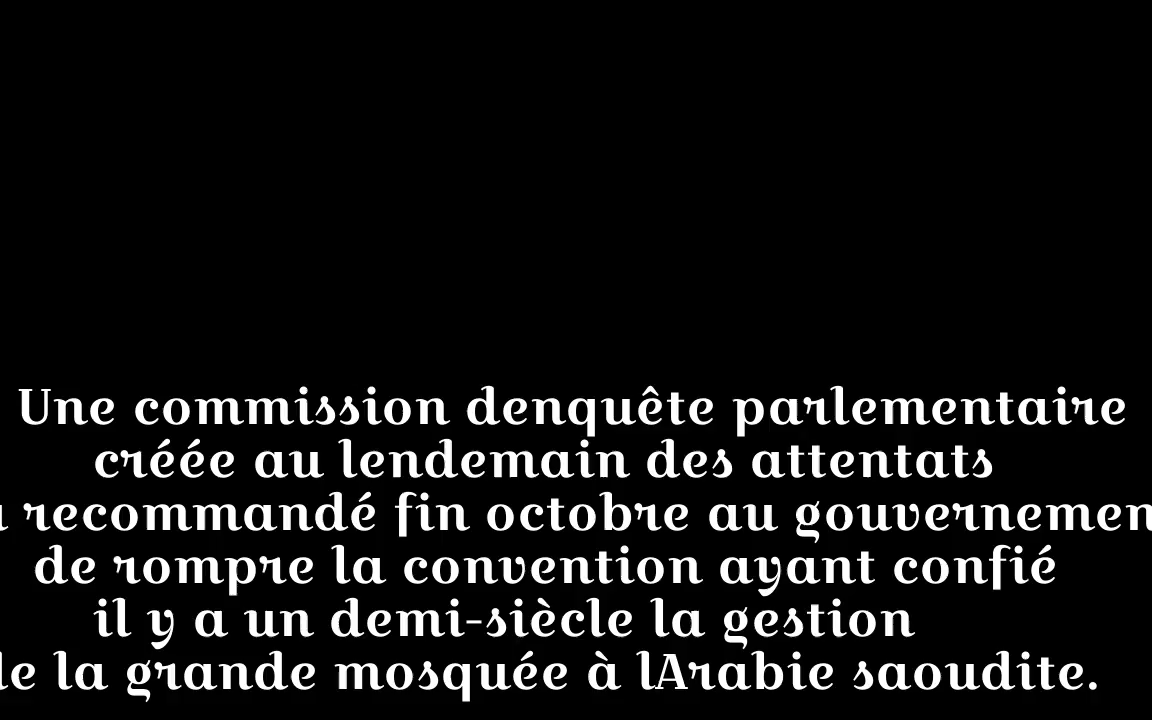 Une commission denquête parlementaire
créée au lendemain des attentats
a recommandé fin octobre au gouvernemen
de rompre la convention ayant confié
il y a un demi-siècle la gestion
de la grande mosquée à lArabie saoudite.